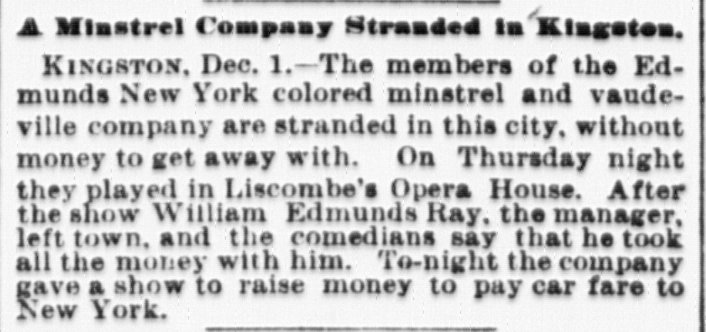 A Minstrel Company Stranded in Kingston.
KINGSTON, Dec. 1.—The members of the Ed-
munds New York colored minstrel and vaude-
ville company are stranded in this city, without
money to get away with. On Thursday night
they played in Liscombe's Opera House. After
the show William Edmunds Ray, the manager,
left town, and the comedians say that he took
all the money with him. To-night the company
gave a show to raise money to pay car fare to
New York.